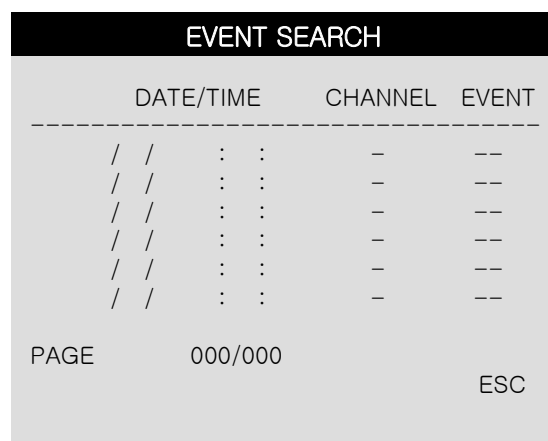 EVENT SEARCH
DATE/TIME CHANNEL EVENT
----------------------------------
/ / : : - --
/ / : : - --
/ / : : - --
/ / : : - --
/ / : : - --
/ / : : - --
PAGE 000/000
ESC